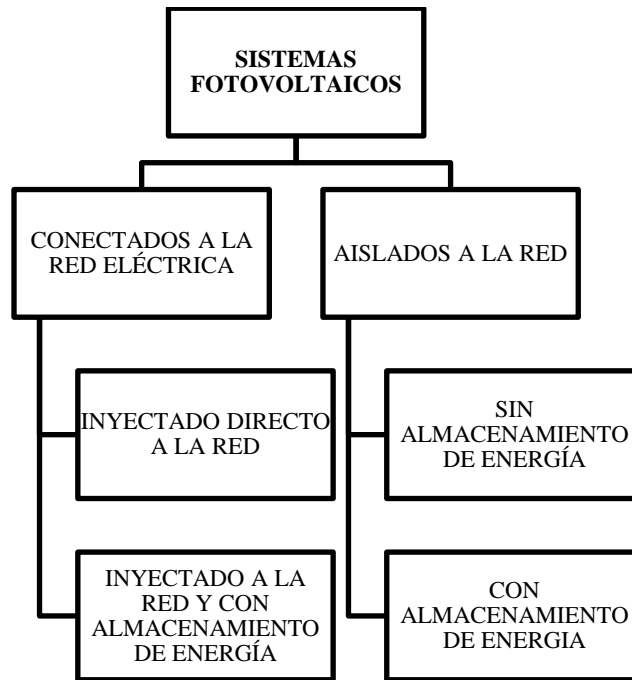 SISTEMAS
FOTOVOLTAICOS
CONECTADOS A LA
RED ELÉCTRICA
AISLADOS A LA RED
INYECTADO DIRECTO
A LA RED
SIN
ALMACENAMIENTO
DE ENERGÍA
INYECTADO A LA
RED Y CON
ALMACENAMIENTO
DE ENERGÍA
CON
ALMACENAMIENTO
DE ENERGIA